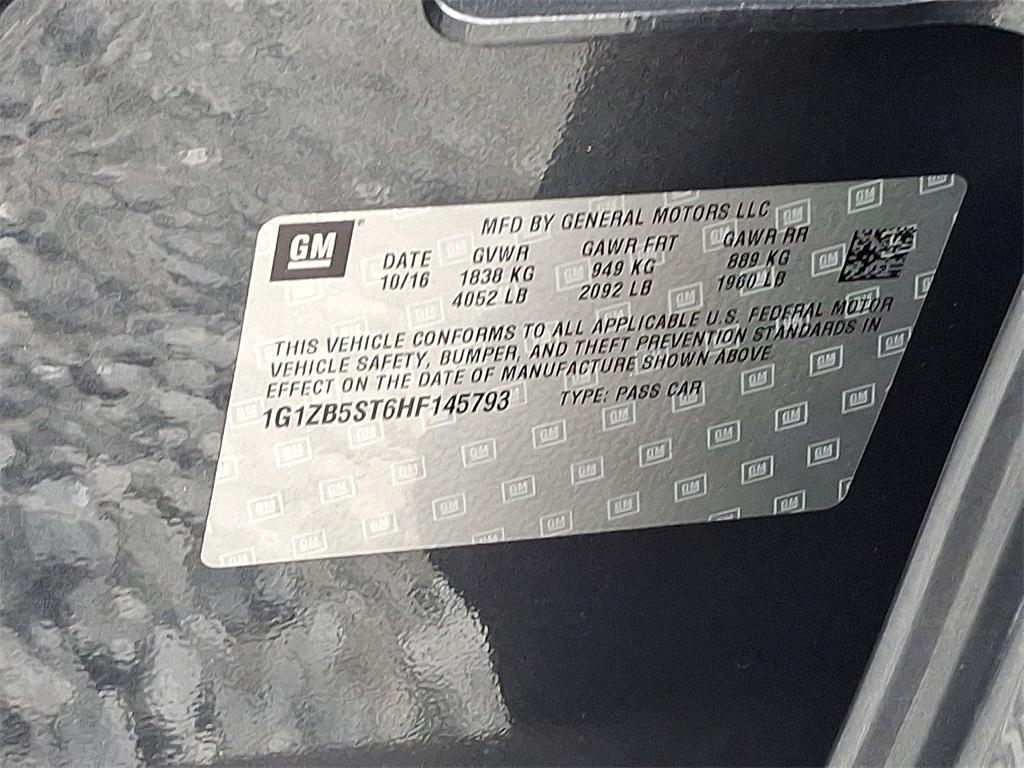 GM
MFD BY GENERAL MOTORS LLC
DATE GVWR GAWR FRT GAWR RR
10/16 1838 KG 949 KG 889 KG
4052 LB 2092 LB 1960 LB
THIS VEHICLE CONFORMS TO ALL APPLICABLE U.S. FEDERAL MOTOR
VEHICLE SAFETY, BUMPER, AND THEFT PREVENTION STANDARDS IN
EFFECT ON THE DATE OF MANUFACTURE SHOWN ABOVE.
1G1ZB5ST6HF145793 TYPE: PASS CAR